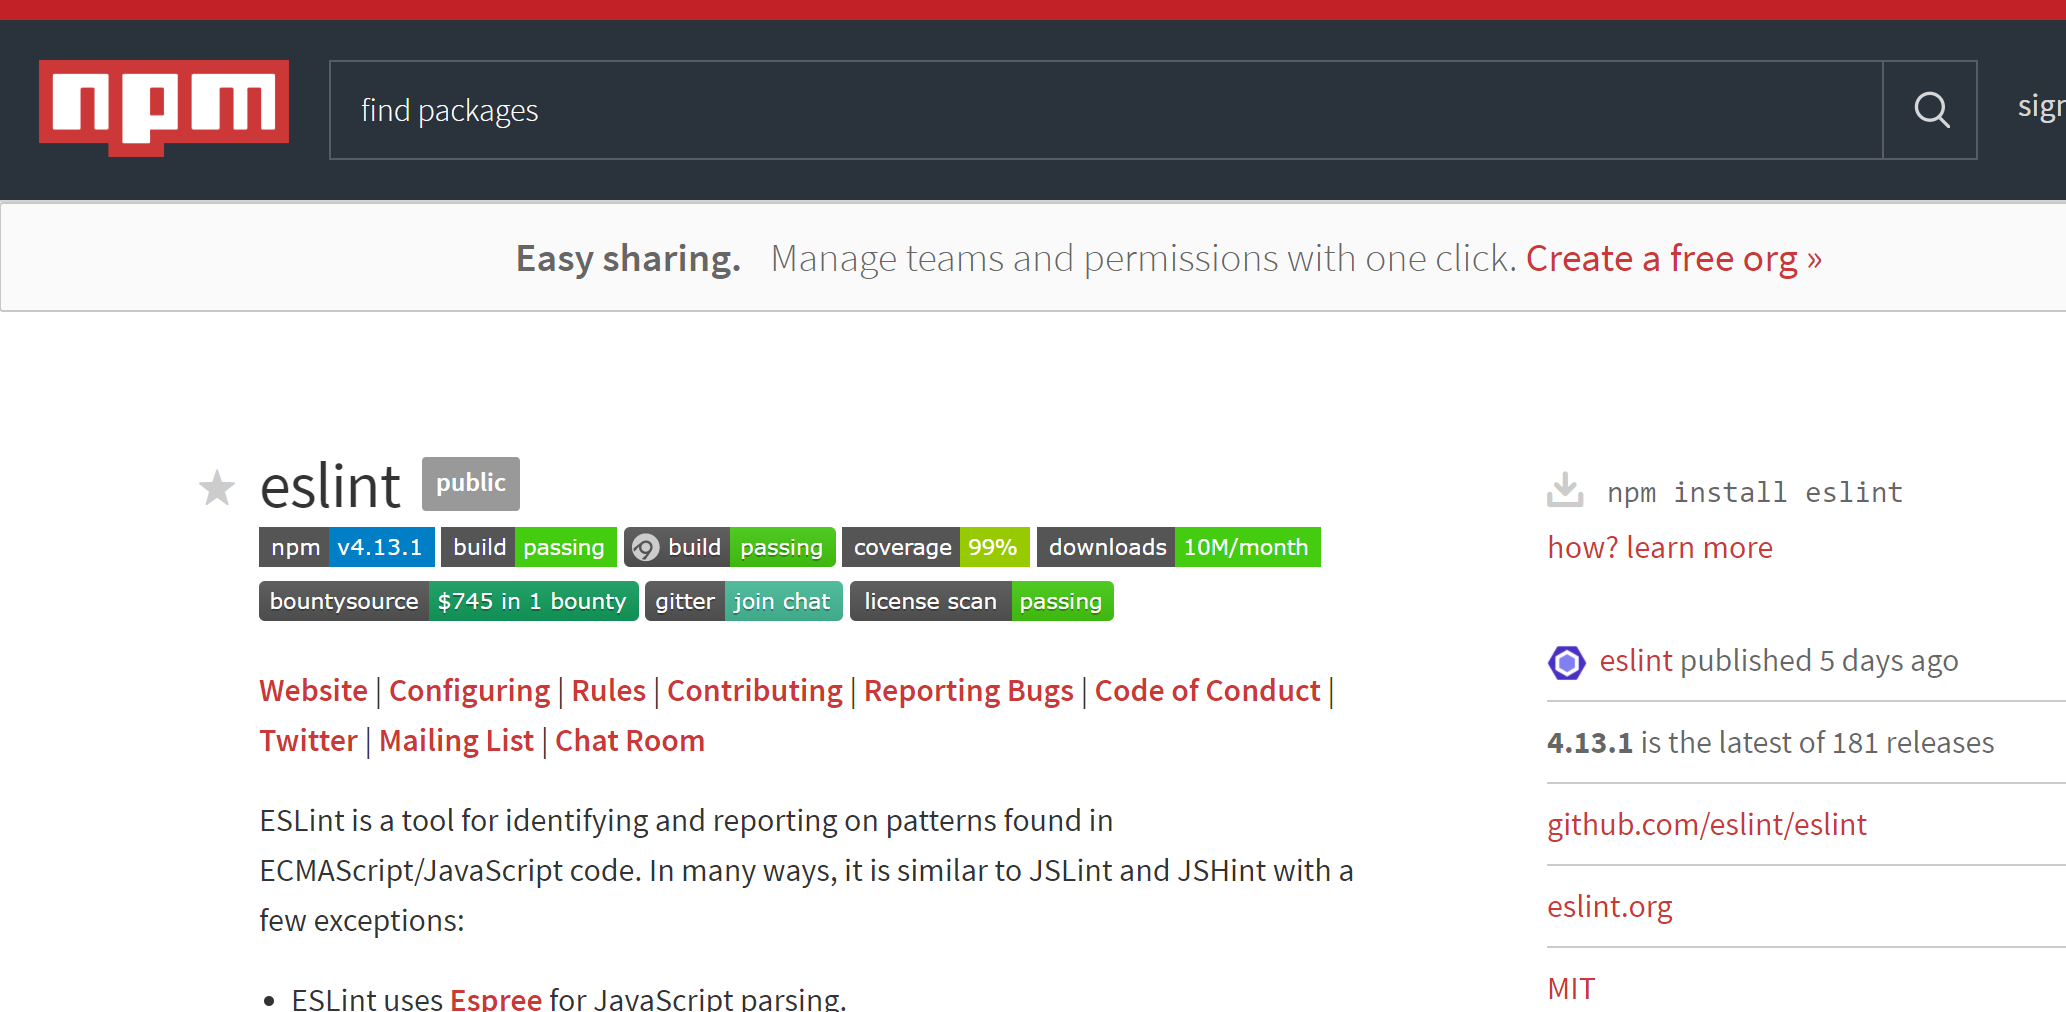 npm
find packages
sign
Easy sharing. Manage teams and permissions with one click. Create a free org »
eslint public
npm v4.13.1 build passing build passing coverage 99% downloads 10M/month
bountysource $745 in 1 bounty gitter join chat license scan passing
Website | Configuring | Rules | Contributing | Reporting Bugs | Code of Conduct |
Twitter | Mailing List | Chat Room
ESLint is a tool for identifying and reporting on patterns found in
ECMAScript/JavaScript code. In many ways, it is similar to JSLint and JSHint with a
few exceptions:
• ESLint uses Espree for JavaScript parsing.
npm install eslint
how? learn more
eslint published 5 days ago
4.13.1 is the latest of 181 releases
github.com/eslint/eslint
eslint.org
MIT